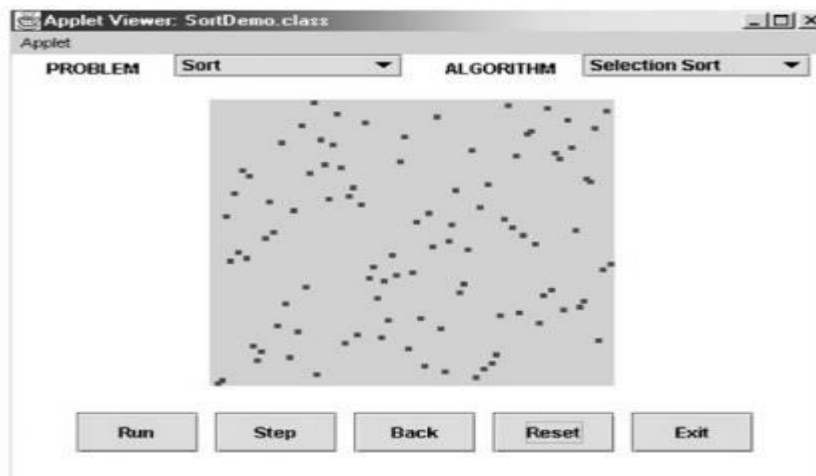 Applet Viewer: SortDemo.class
Applet
PROBLEM Sort ALGORITHM Selection Sort
Run Step Back Reset Exit